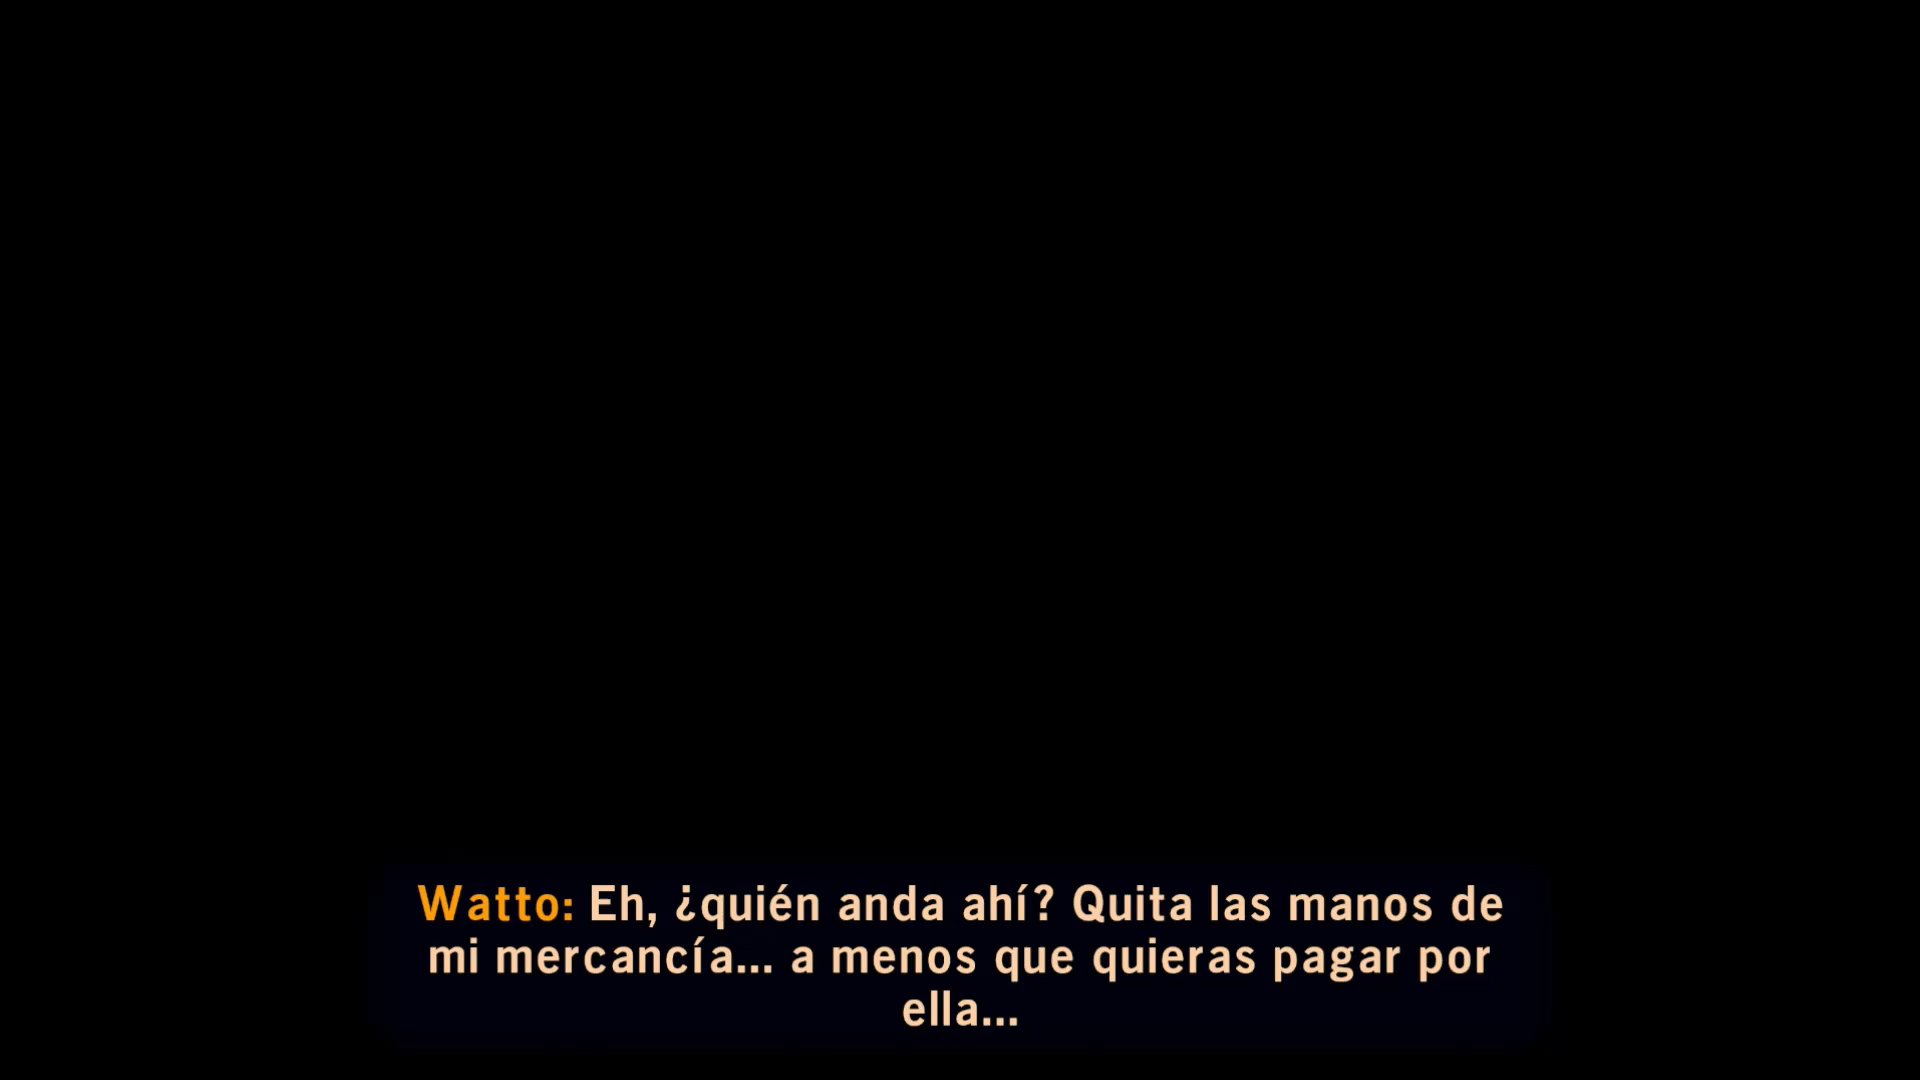 Watto: Eh, ¿quién anda ahí? Quita las manos de
mi mercancía... a menos que quieras pagar por
ella...